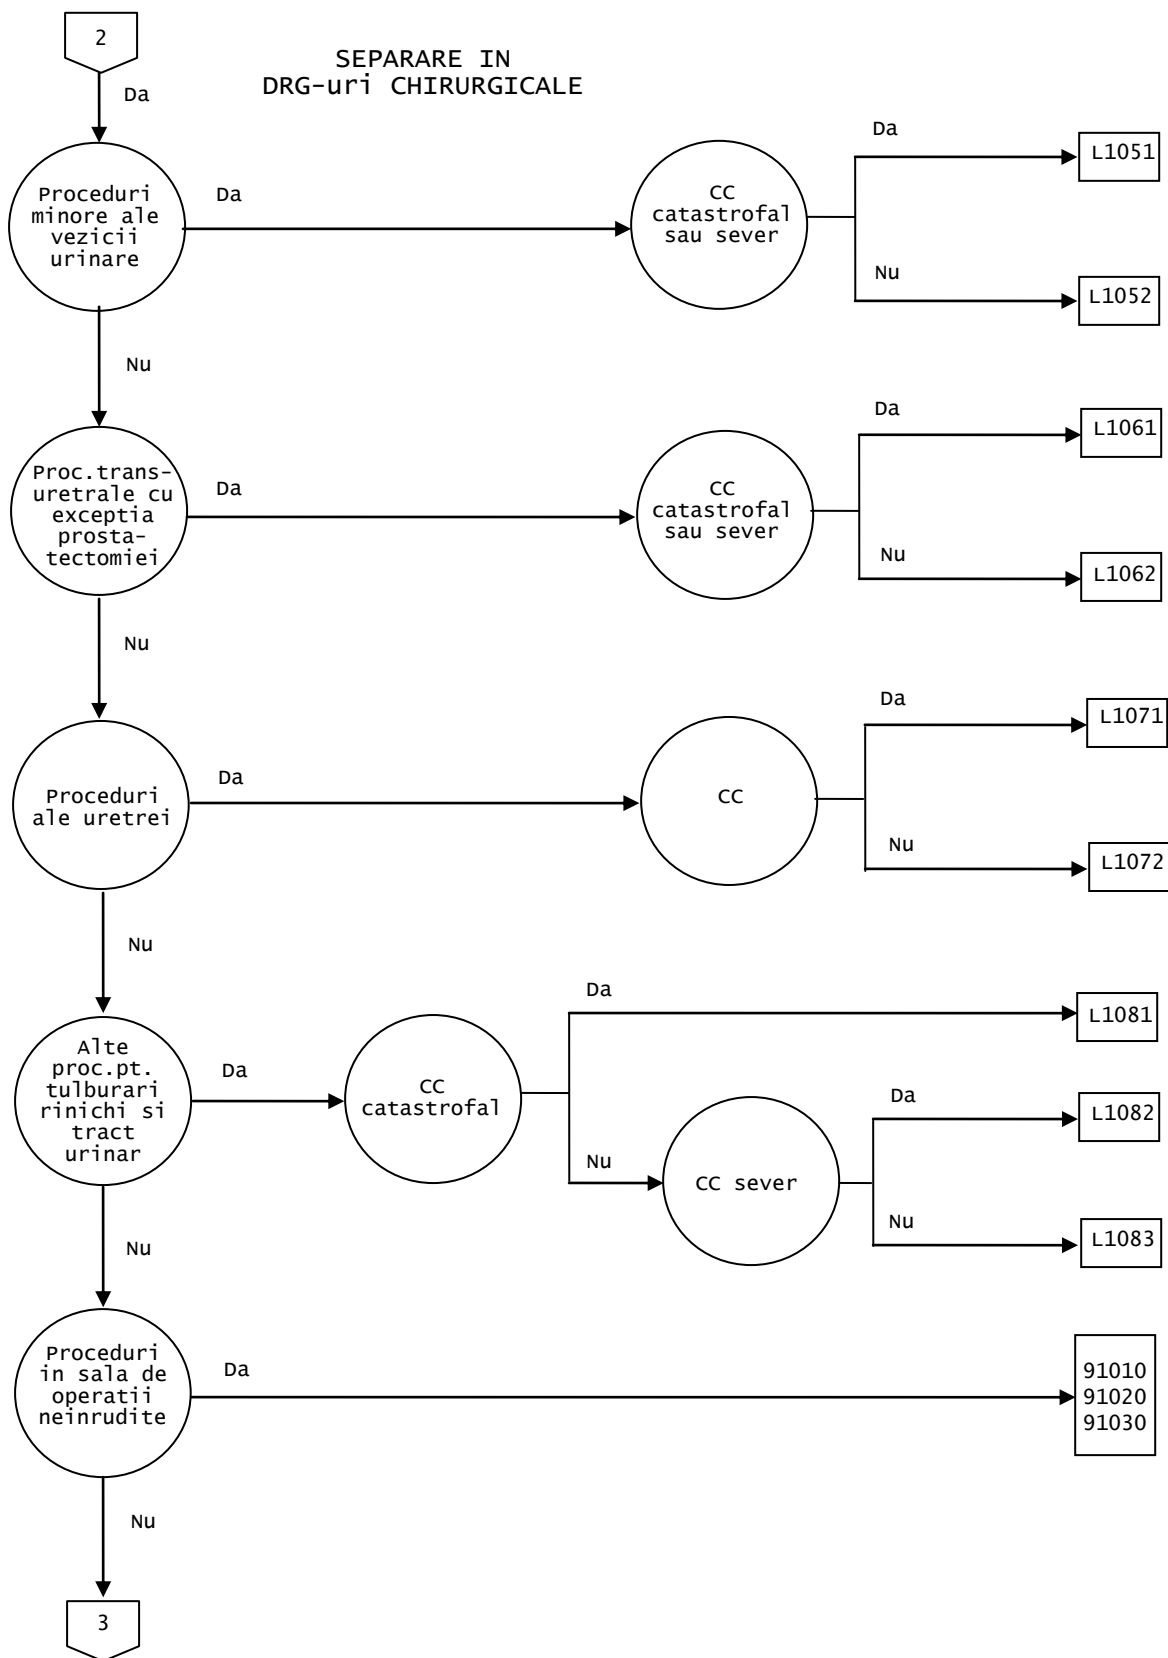 2
SEPARARE IN
DRG-uri CHIRURGICALE
Da
Proceduri
minore ale
vezicii
urinare
Da
CC
catastrofal
sau sever
Da
L1051
Nu
L1052
Nu
Proc.trans-
uretrale cu
exceptia
prosta-
tectomiei
Da
CC
catastrofal
sau sever
Da
L1061
Nu
L1062
Nu
Proceduri
ale uretrei
Da
CC
Da
L1071
Nu
L1072
Nu
Alte
proc.pt.
tulburari
rinichi si
tract
urinar
Da
CC
catastrofal
Da
L1081
Nu
CC sever
Da
L1082
Nu
L1083
Nu
Proceduri
in sala de
operatii
neinrudite
Da
91010
91020
91030
Nu
3